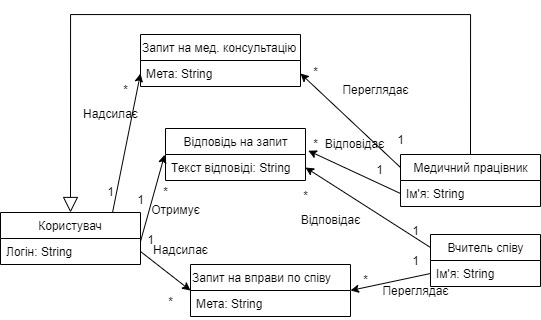 Запит на мед. консультацію
Мета: String
*
*
Переглядає
Надсилає
Відповідь на запит
*
Відповідає
1
Текст відповіді: String
1
Медичний працівник
Ім'я: String
1
1
*
*
Отримує
Користувач
Відповідає
1
Логін: String
1
Надсилає
Вчитель співу
Запит на вправи по співу
*
1
Ім'я: String
Переглядає
*
Мета: String